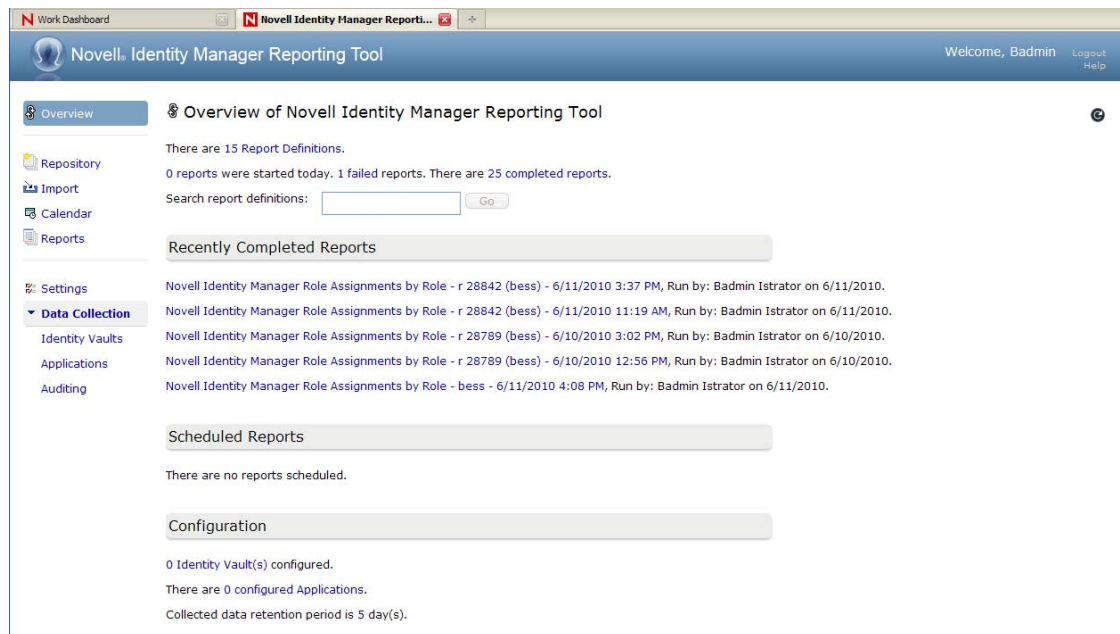 Work Dashboard
Novell Identity Manager Reporti...
Novell® Identity Manager Reporting Tool
Welcome, Badmin
Logout
Help
Overview
Repository
Import
Calendar
Reports
Settings
Data Collection
Identity Vaults
Applications
Auditing
Overview of Novell Identity Manager Reporting Tool
There are 15 Report Definitions.
0 reports were started today. 1 failed reports. There are 25 completed reports.
Search report definitions:
Go
Recently Completed Reports
Novell Identity Manager Role Assignments by Role - r 28842 (bess) - 6/11/2010 3:37 PM, Run by: Badmin Istrator on 6/11/2010.
Novell Identity Manager Role Assignments by Role - r 28842 (bess) - 6/11/2010 11:19 AM, Run by: Badmin Istrator on 6/11/2010.
Novell Identity Manager Role Assignments by Role - r 28789 (bess) - 6/10/2010 3:02 PM, Run by: Badmin Istrator on 6/10/2010.
Novell Identity Manager Role Assignments by Role - r 28789 (bess) - 6/10/2010 12:56 PM, Run by: Badmin Istrator on 6/10/2010.
Novell Identity Manager Role Assignments by Role - bess - 6/11/2010 4:08 PM, Run by: Badmin Istrator on 6/11/2010.
Scheduled Reports
There are no reports scheduled.
Configuration
0 Identity Vault(s) configured.
There are 0 configured Applications.
Collected data retention period is 5 day(s).